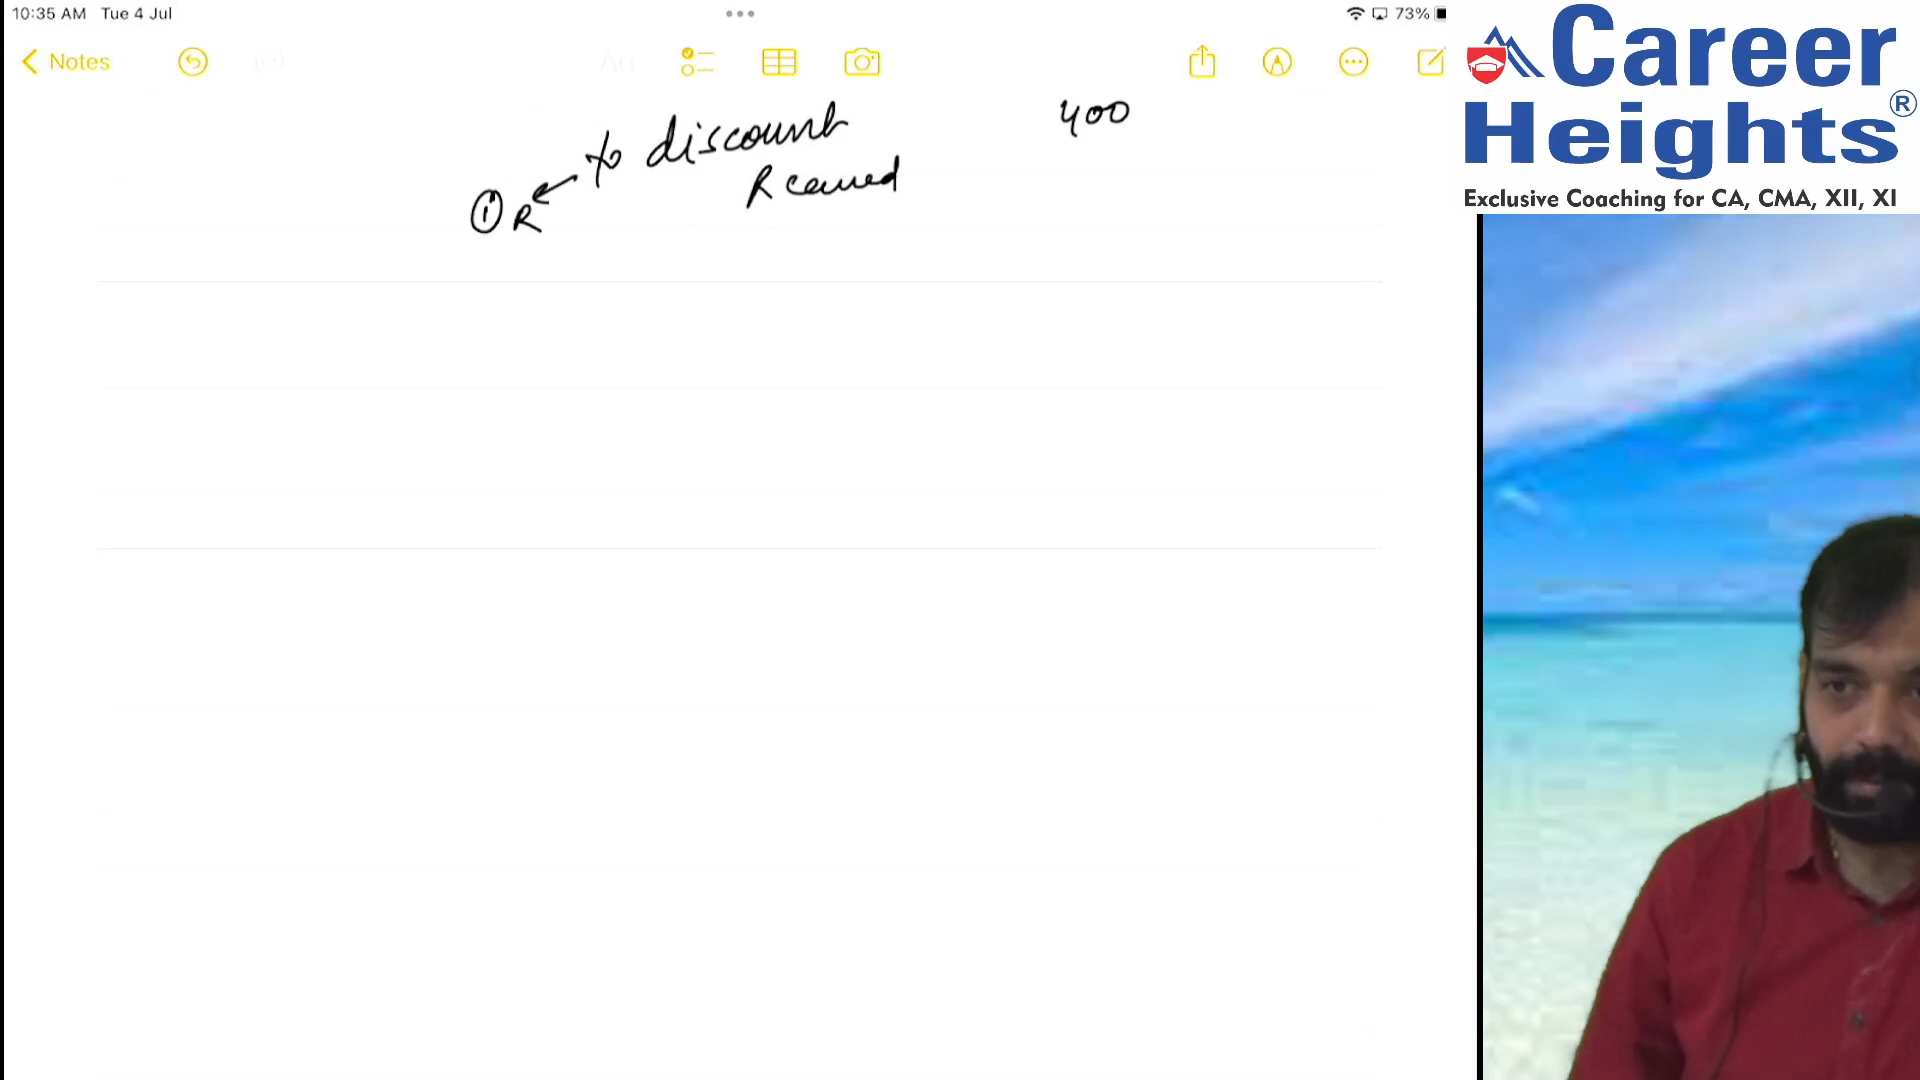 10:35 AM Tue 4 Jul
73%
Notes
Career
Heights®
Exclusive Coaching for CA, CMA, XII, XI
to discount 400
Received
① R